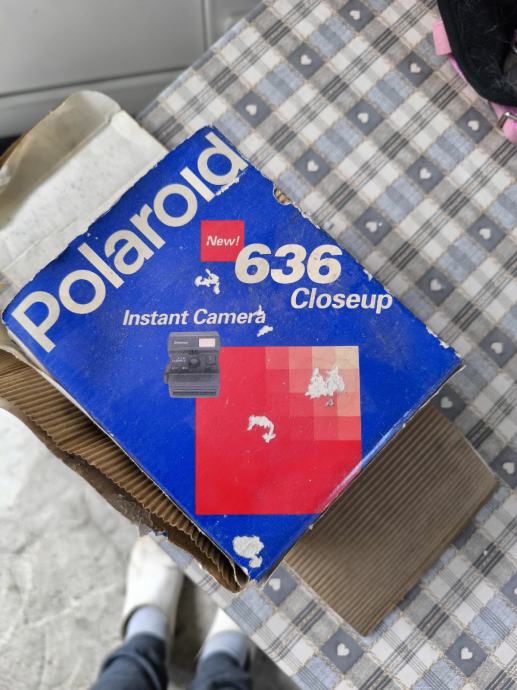 Polaroid
New!
636
Closeup
Instant Camera